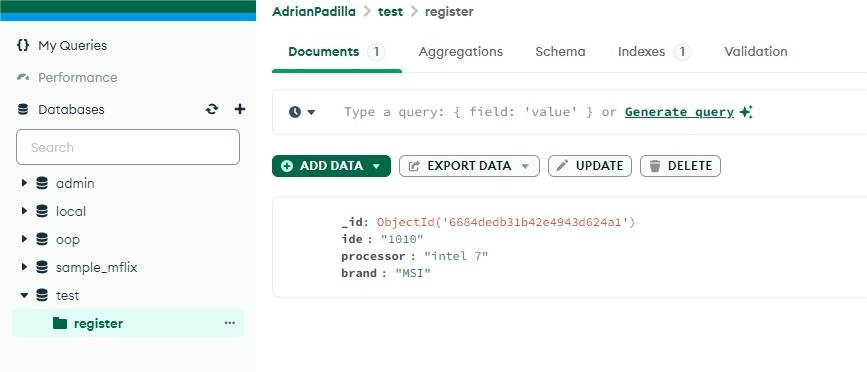 AdrianPadilla > test > register
{} My Queries
Performance
Databases
Search
admin
local
oop
sample_mflix
test
register
Documents 1 Aggregations Schema Indexes 1 Validation
Type a query: { field: 'value' } or Generate query
ADD DATA EXPORT DATA UPDATE DELETE
_id: ObjectId('6684dedb31b42e4943d624a1')
ide : "1010"
processor : "intel 7"
brand : "MSI"